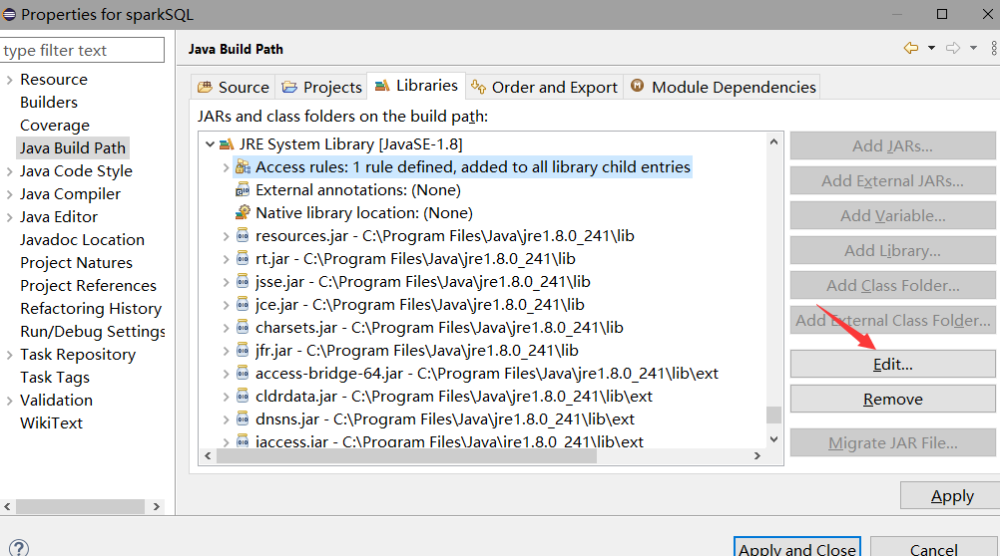 Properties for sparkSQL
type filter text
Resource
Builders
Coverage
Java Build Path
Java Code Style
Java Compiler
Java Editor
Javadoc Location
Project Natures
Project References
Refactoring History
Run/Debug Settings
Task Repository
Task Tags
Validation
WikiText
Java Build Path
Source Projects Libraries Order and Export Module Dependencies
JARs and class folders on the build path:
JRE System Library [JavaSE-1.8]
Access rules: 1 rule defined, added to all library child entries
External annotations: (None)
Native library location: (None)
resources.jar - C:\Program Files\Java\jre1.8.0_241\lib
rt.jar - C:\Program Files\Java\jre1.8.0_241\lib
jsse.jar - C:\Program Files\Java\jre1.8.0_241\lib
jce.jar - C:\Program Files\Java\jre1.8.0_241\lib
charsets.jar - C:\Program Files\Java\jre1.8.0_241\lib
jfr.jar - C:\Program Files\Java\jre1.8.0_241\lib
access-bridge-64.jar - C:\Program Files\Java\jre1.8.0_241\lib\ext
cldrdata.jar - C:\Program Files\Java\jre1.8.0_241\lib\ext
dnsns.jar - C:\Program Files\Java\jre1.8.0_241\lib\ext
jaccess.jar - C:\Program Files\Java\jre1.8.0_241\lib\ext
Add JARs...
Add External JARs...
Add Variable...
Add Library...
Add Class Folder...
Add External Class Folder...
Edit...
Remove
Migrate JAR File...
Apply
Apply and Close
Cancel